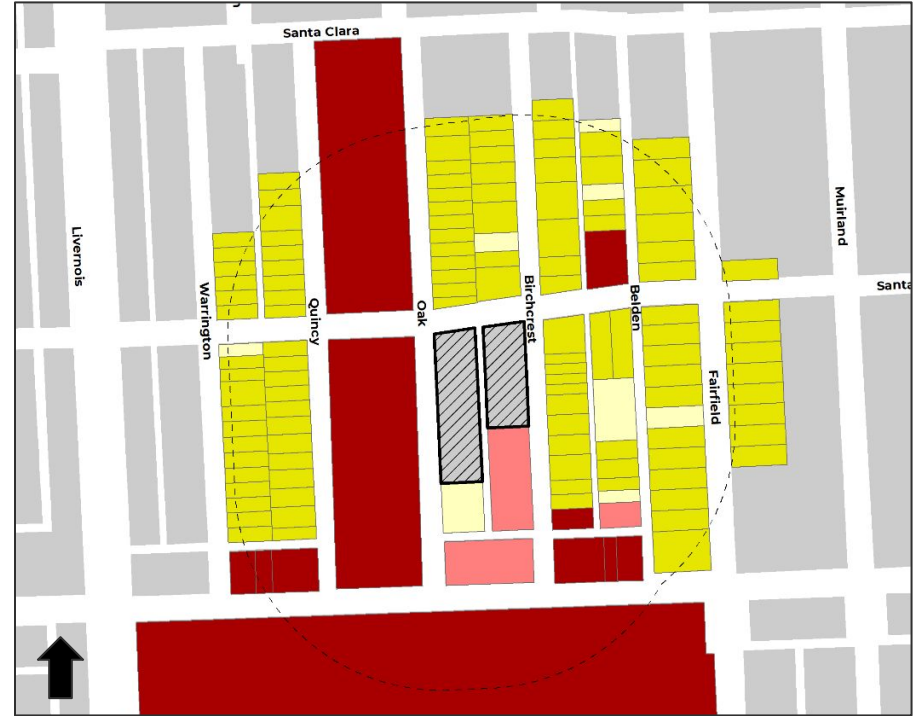 Santa Clara
Livernois
Warrington
Quincy
Oak
Birchcrest
Belden
Fairfield
Muirland
Santa